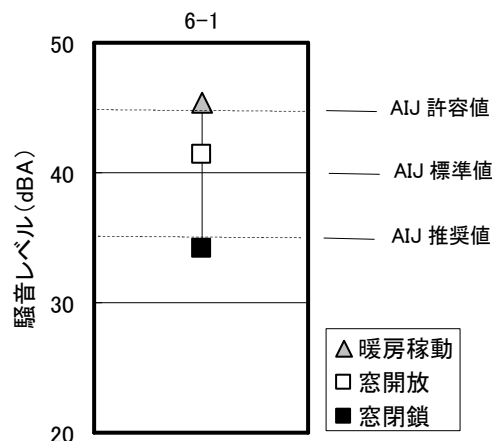 6-1
50
AIJ 許容値
40
AIJ 標準値
AIJ 推奨値
30
20
騒音レベル(dBA)
暖房稼動
窓開放
窓閉鎖